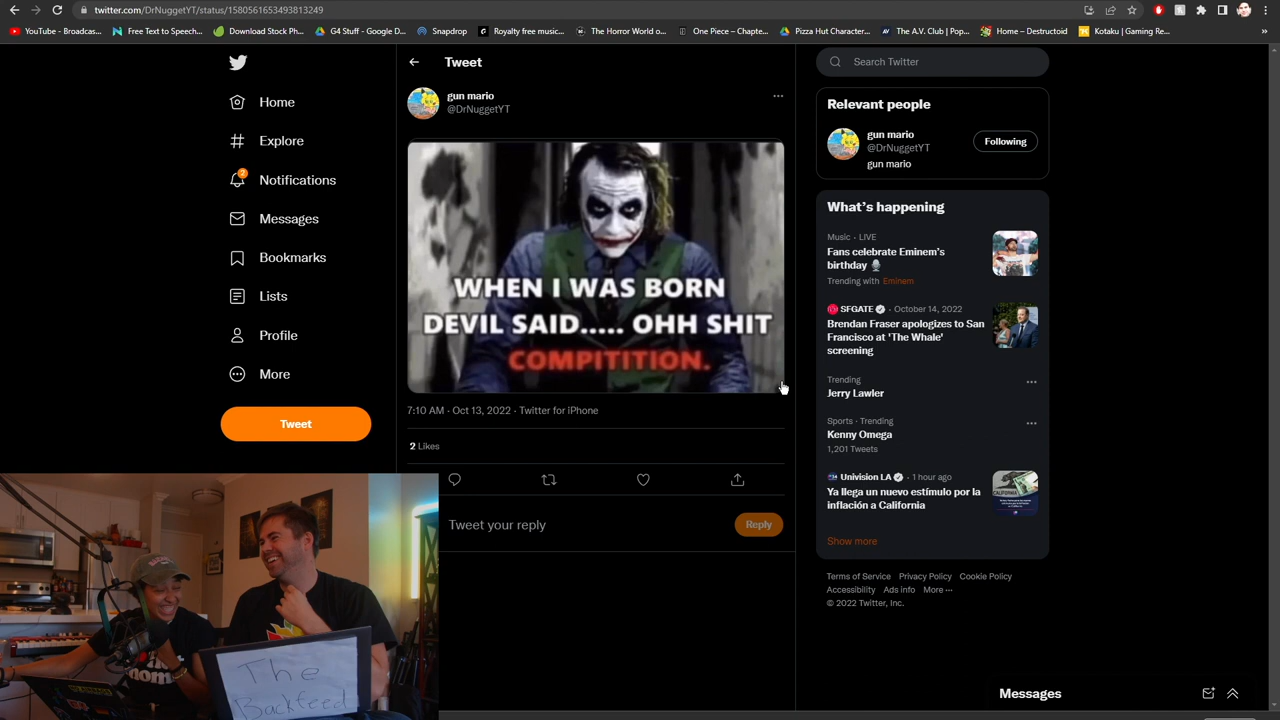 twitter.com/DrNuggetYT/status/1580561653493813249
YouTube - Broadcas...
Free Text to Speech...
Download Stock Ph...
G4 Stuff - Google D...
Snapdrop
Royalty free music...
The Horror World o...
One Piece – Chapte...
Pizza Hut Character...
The A.V. Club | Pop...
Home – Destructoid
Kotaku | Gaming Re...
»
Home
Explore
2
Notifications
Messages
Bookmarks
Lists
Profile
More
Tweet
Tweet
gun mario
@DrNuggetYT
WHEN I WAS BORN
DEVIL SAID..... OHH SHIT
COMPITITION.
7:10 AM · Oct 13, 2022 · Twitter for iPhone
2 Likes
Tweet your reply
Reply
Search Twitter
Relevant people
gun mario
@DrNuggetYT
Following
gun mario
What's happening
Music · LIVE
Fans celebrate Eminem's
birthday
Trending with Eminem
SFGATE · October 14, 2022
Brendan Fraser apologizes to San
Francisco at 'The Whale'
screening
Trending
Jerry Lawler
Sports · Trending
Kenny Omega
1,201 Tweets
Univision LA · 1 hour ago
Ya llega un nuevo estímulo por la
inflación a California
Show more
Terms of Service Privacy Policy Cookie Policy
Accessibility Ads info More ···
© 2022 Twitter, Inc.
Messages
The
Backfeed